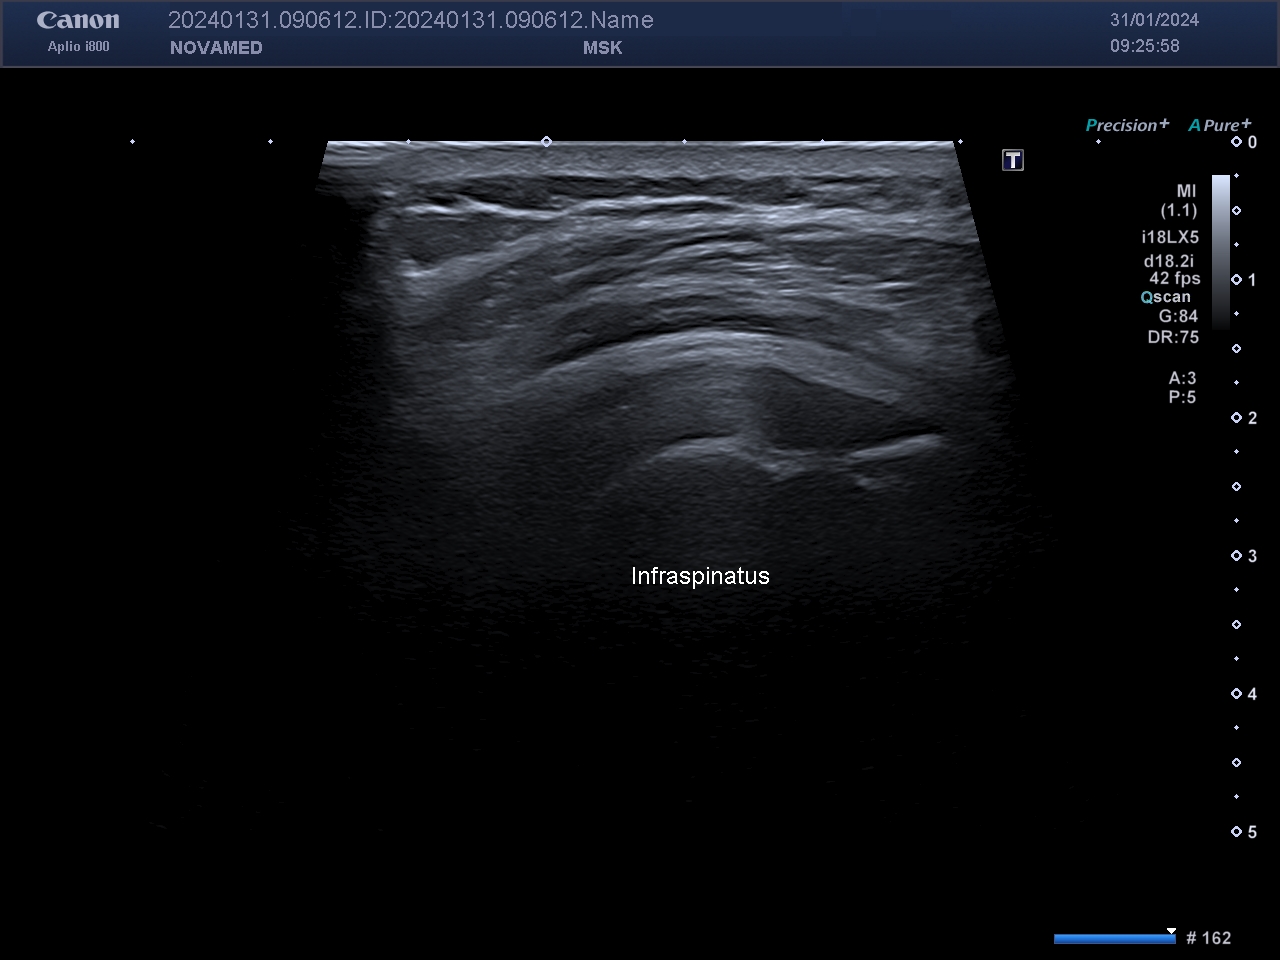 Canon
Aplio i800
20240131.090612.ID:20240131.090612.Name
NOVAMED
MSK
31/01/2024
09:25:58
Precision+ A Pure+
T
0
MI
(1.1)
i18LX5
d18.2i
42 fps
1
Qscan
G:84
DR:75
A:3
P:5
2
3
Infraspinatus
4
5
# 162